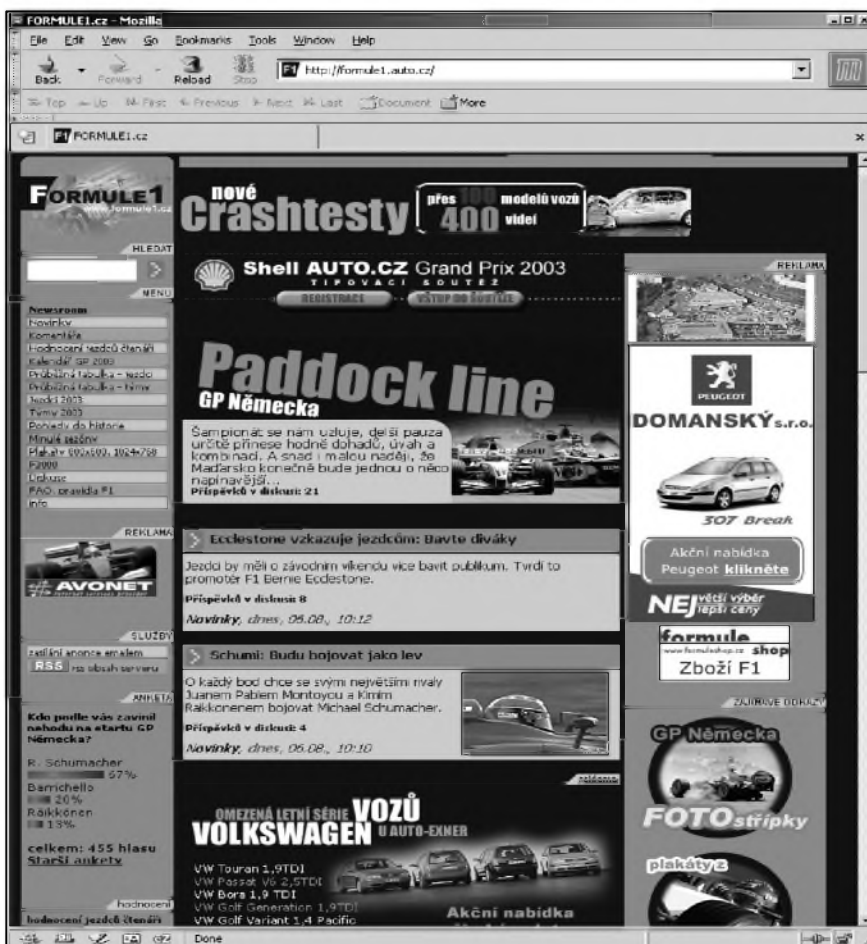 FORMULE1.cz - Mozilla
File Edit View Go Bookmarks Tools Window Help
Back Forward Reload Stop
http://formule1.auto.cz/
Top Up First Previous Next Last Document More
FORMULE1.cz
FORMULE1
www.formule1.cz
HLEDAT
MENU
Newsroom
Novinky
Komentáře
Hodnocení jezdců čtenáři
Kalendář GP 2003
Průběžná tabulka - jezdci
Průběžná tabulka - týmy
Jezdci 2003
Týmy 2003
Pohledy do historie
Minulé sezóny
Plakáty 800x600, 1024x768
F3000
Diskuse
FAQ, pravidla F1
info
REKLAMA
AVONET
SLUŽBY
zasílání anonce emailem
RSS rss obsah serveru
ANKETA
Kdo podle vás zavinil
nehodu na startu GP
Německa?
R. Schumacher
67%
Barrichello
20%
Räikkönen
13%
celkem: 455 hlasu
Starší ankety
hodnocení
hodnocení jezdců čtenáři
nové
Crashtesty
přes 100 modelů vozů
400 videí
Shell AUTO.CZ Grand Prix 2003
TIPOVACÍ SOUTĚŽ
REGISTRACE VSTUP DO SOUTĚŽE
Paddock line
GP Německa
Šampionát se nám uzluje, delší pauza
určitě přinese hodně dohadů, úvah a
kombinací. A snad i malou naději, že
Maďarsko konečně bude jednou o něco
napínavější...
Příspěvků v diskusi: 21
Ecclestone vzkazuje jezdcům: Bavte diváky
Jezdci by měli o závodním víkendu více bavit publikum. Tvrdí to
promotér F1 Bernie Ecclestone.
Příspěvků v diskusi: 8
Novinky, dnes, 06.08., 10:12
Schumi: Budu bojovat jako lev
O každý bod chce se svými největšími rivaly
Juanem Pablem Montoyou a Kimim
Raikkonenem bojovat Michael Schumacher.
Příspěvků v diskusi: 4
Novinky, dnes, 06.08., 10:10
reklama
OMEZENÁ LETNÍ SÉRIE VOZŮ
VOLKSWAGEN U AUTO-EXNER
VW Touran 1,9TDI
VW Passat V6 2,5TDI
VW Bora 1,9 TDI
VW Golf Generation 1,9TDI
VW Golf Variant 1,4 Pacific
Akční nabídka
REKLAMA
PEUGEOT
DOMANSKÝ s.r.o.
307 Break
Akční nabídka
Peugeot klikněte
NEJ větší výběr
lepší ceny
formule
www.formuleshop.cz shop
Zboží F1
ZAJÍMAVÉ ODKAZY
GP Německa
FOTOstřípky
plakáty z
Done